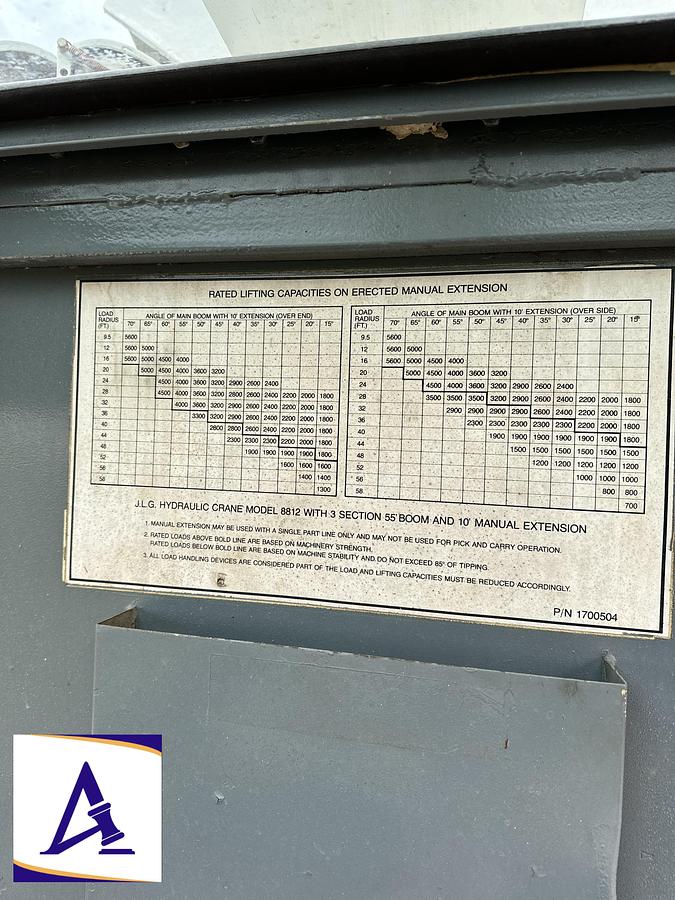 RATED LIFTING CAPACITIES ON ERECTED MANUAL EXTENSION
LOAD RADIUS (FT.) ANGLE OF MAIN BOOM WITH 10' EXTENSION (OVER END)
70° 65° 60° 55° 50° 45° 40° 35° 30° 25° 20° 15°
9.5 5600
12 5600 5000
16 5600 5000 4500 4000
20 5000 4500 4000 3600 3200
24 4500 4000 3600 3200 2900 2600 2400
28 4500 4000 3600 3200 2900 2600 2400 2200 2000 1800
32 4000 3600 3200 2900 2600 2400 2200 2000 1800
36 3300 3200 2900 2600 2400 2200 2000 1800
40 2600 2800 2600 2400 2200 2000 1800
44 2300 2300 2300 2200 2000 1800
48 1900 1900 1900 1900 1800
52 1600 1600 1600
56 1400 1400
58 1300
LOAD RADIUS (FT.) ANGLE OF MAIN BOOM WITH 10' EXTENSION (OVER SIDE)
70° 65° 60° 55° 50° 45° 40° 35° 30° 25° 20° 15°
9.5 5600
12 5600 5000
16 5600 5000 4500 4000
20 5000 4500 4000 3600 3200
24 4500 4000 3600 3200 2900 2600 2400
28 3500 3500 3500 3200 2900 2600 2400 2200 2000 1800
32 2900 2900 2900 2900 2600 2400 2200 2000 1800
36 2300 2300 2300 2300 2300 2200 2000 1800
40 1900 1900 1900 1900 1900 1900 1800
44 1500 1500 1500 1500 1500 1500
48 1200 1200 1200 1200 1200
52 1000 1000 1000
56 800 800
58 700
J.L.G. HYDRAULIC CRANE MODEL 8812 WITH 3 SECTION 55' BOOM AND 10' MANUAL EXTENSION
1. MANUAL EXTENSION MAY BE USED WITH A SINGLE PART LINE ONLY AND MAY NOT BE USED FOR PICK AND CARRY OPERATION.
2. RATED LOADS ABOVE BOLD LINE ARE BASED ON MACHINERY STRENGTH.
RATED LOADS BELOW BOLD LINE ARE BASED ON MACHINE STABILITY AND DO NOT EXCEED 85° OF TIPPING.
3. ALL LOAD HANDLING DEVICES ARE CONSIDERED PART OF THE LOAD AND LIFTING CAPACITIES MUST BE REDUCED ACCORDINGLY.
P/N 1700504